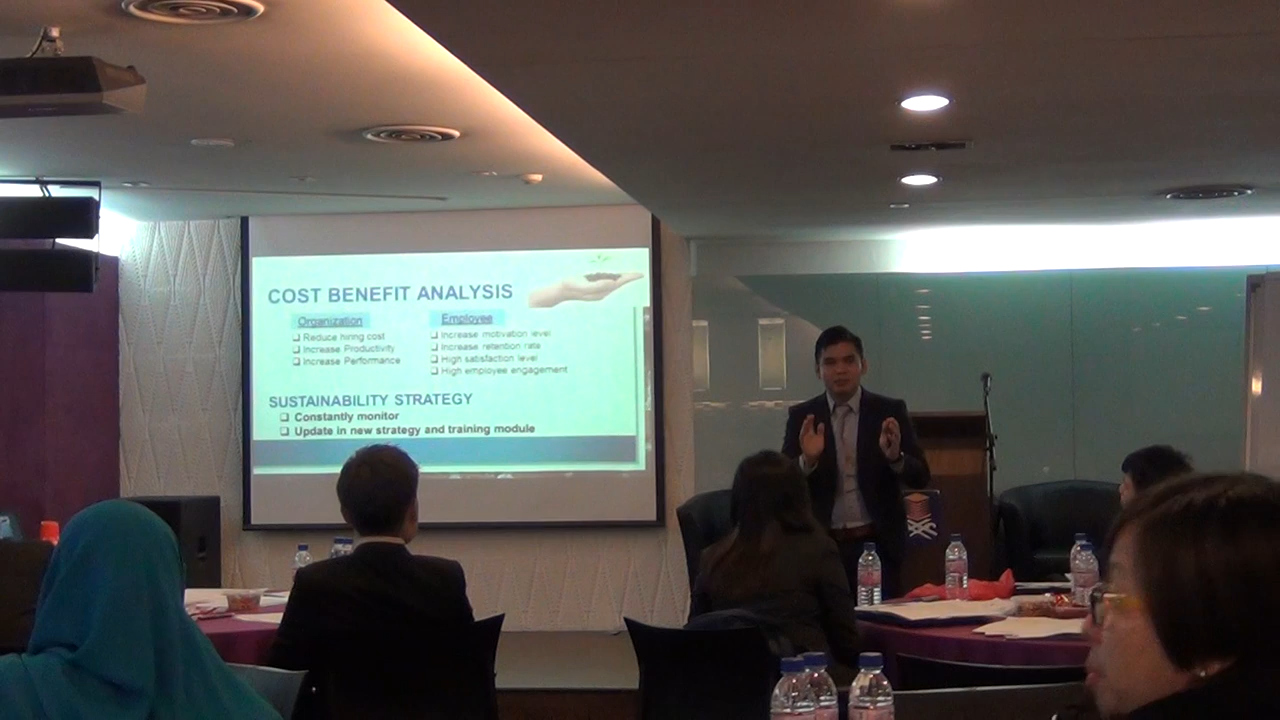 COST BENEFIT ANALYSIS
Organization
❑ Reduce hiring cost
❑ Increase Productivity
❑ Increase Performance
Employee
❑ Increase motivation level
❑ Increase retention rate
❑ High satisfaction level
❑ High employee engagement
SUSTAINABILITY STRATEGY
❑ Constantly monitor
❑ Update in new strategy and training module